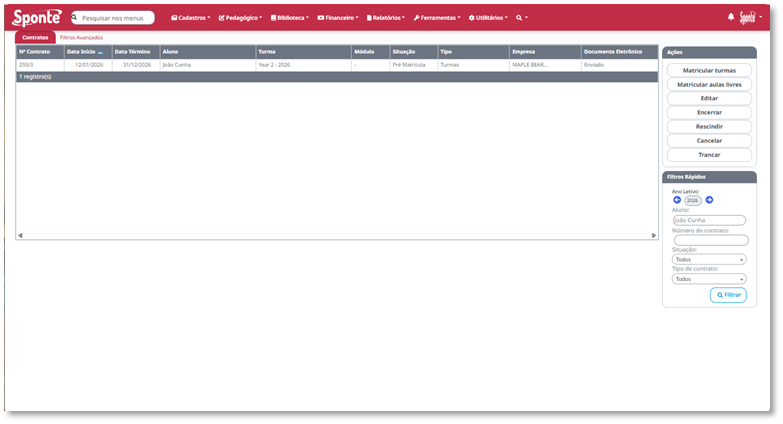 Sponte
Pesquisar nos menus
Cadastros
Pedagógico
Biblioteca
Financeiro
Relatórios
Ferramentas
Utilitários
Sponte
Contratos
Filtros Avançados
Nº Contrato Data Início Data Término Aluno Turma Módulo Situação Tipo Empresa Documento Eletrônico
293/3 12/01/2026 31/12/2026 João Cunha Year 2 - 2026 - Pré Matrícula Turmas MAPLE BEAR... Enviado
1 registro(s)
Ações
Matricular turmas
Matricular aulas livres
Editar
Encerrar
Rescindir
Cancelar
Trancar
Filtros Rápidos
Ano Letivo:
2026
Aluno:
João Cunha
Número do contrato:
Situação:
Todos
Tipo de contrato:
Todos
Filtrar